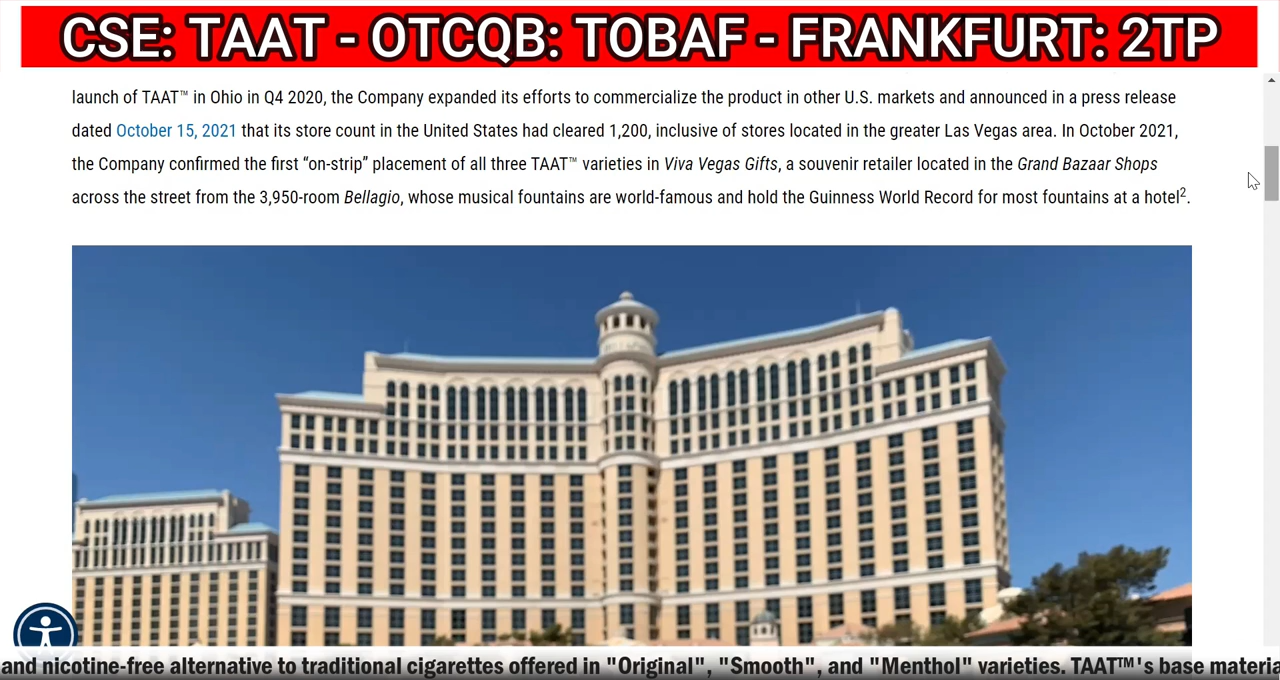 CSE: TAAT - OTCQB: TOBAF - FRANKFURT: 2TP
launch of TAAT™ in Ohio in Q4 2020, the Company expanded its efforts to commercialize the product in other U.S. markets and announced in a press release
dated October 15, 2021 that its store count in the United States had cleared 1,200, inclusive of stores located in the greater Las Vegas area. In October 2021,
the Company confirmed the first “on-strip” placement of all three TAAT™ varieties in Viva Vegas Gifts, a souvenir retailer located in the Grand Bazaar Shops
across the street from the 3,950-room Bellagio, whose musical fountains are world-famous and hold the Guinness World Record for most fountains at a hotel².
and nicotine-free alternative to traditional cigarettes offered in "Original", "Smooth", and "Menthol" varieties. TAAT™'s base materia